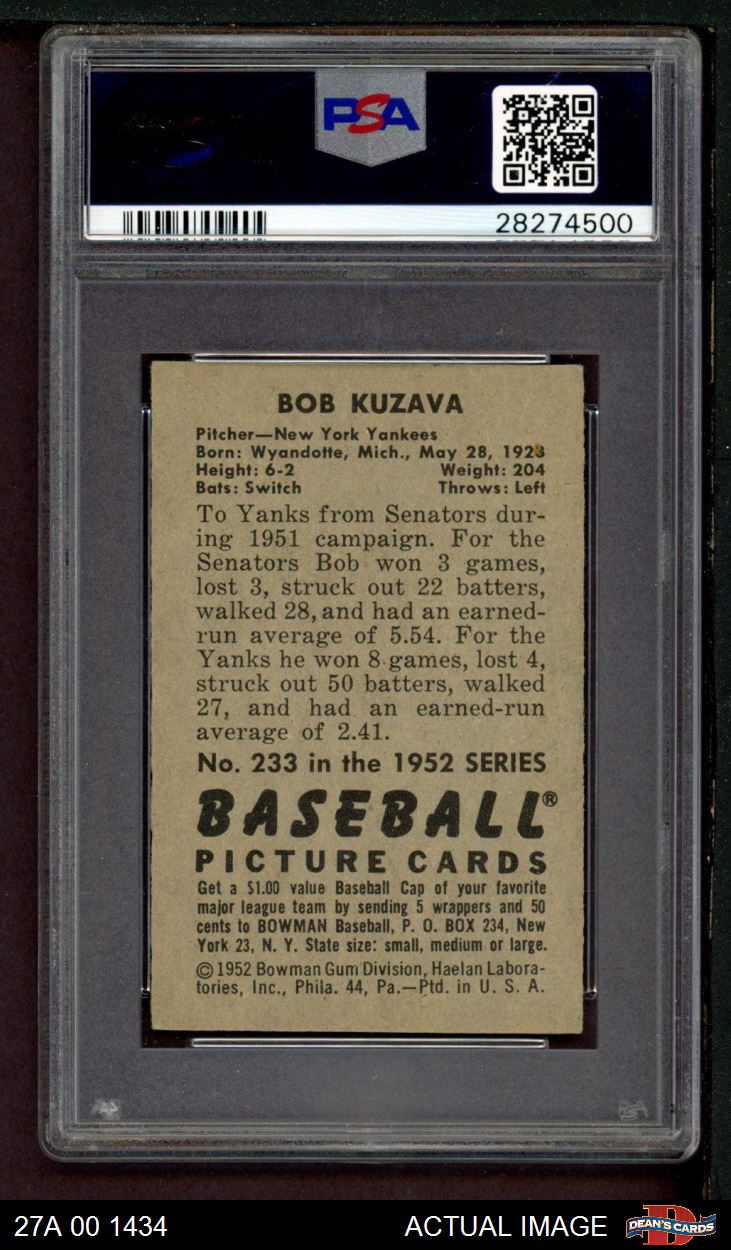 PSA
28274500
BOB KUZAVA
Pitcher—New York Yankees
Born: Wyandotte, Mich., May 28, 1923
Height: 6-2 Weight: 204
Bats: Switch Throws: Left
To Yanks from Senators dur-
ing 1951 campaign. For the
Senators Bob won 3 games,
lost 3, struck out 22 batters,
walked 28, and had an earned-
run average of 5.54. For the
Yanks he won 8 games, lost 4,
struck out 50 batters, walked
27, and had an earned-run
average of 2.41.
No. 233 in the 1952 SERIES
BASEBALL®
PICTURE CARDS
Get a $1.00 value Baseball Cap of your favorite
major league team by sending 5 wrappers and 50
cents to BOWMAN Baseball, P. O. BOX 234, New
York 23, N. Y. State size: small, medium or large.
© 1952 Bowman Gum Division, Haelan Labora-
tories, Inc., Phila. 44, Pa.—Ptd. in U. S. A.
PSA
27A 00 1434 ACTUAL IMAGE DEAN'S CARDS